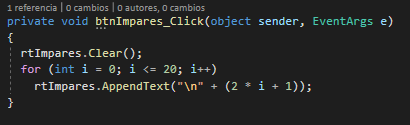 1 referencia | 0 cambios | 0 autores, 0 cambios
private void btnImpares_Click(object sender, EventArgs e)
{
rtImpares.Clear();
for (int i = 0; i <= 20; i++)
rtImpares.AppendText("\n" + (2 * i + 1));
}